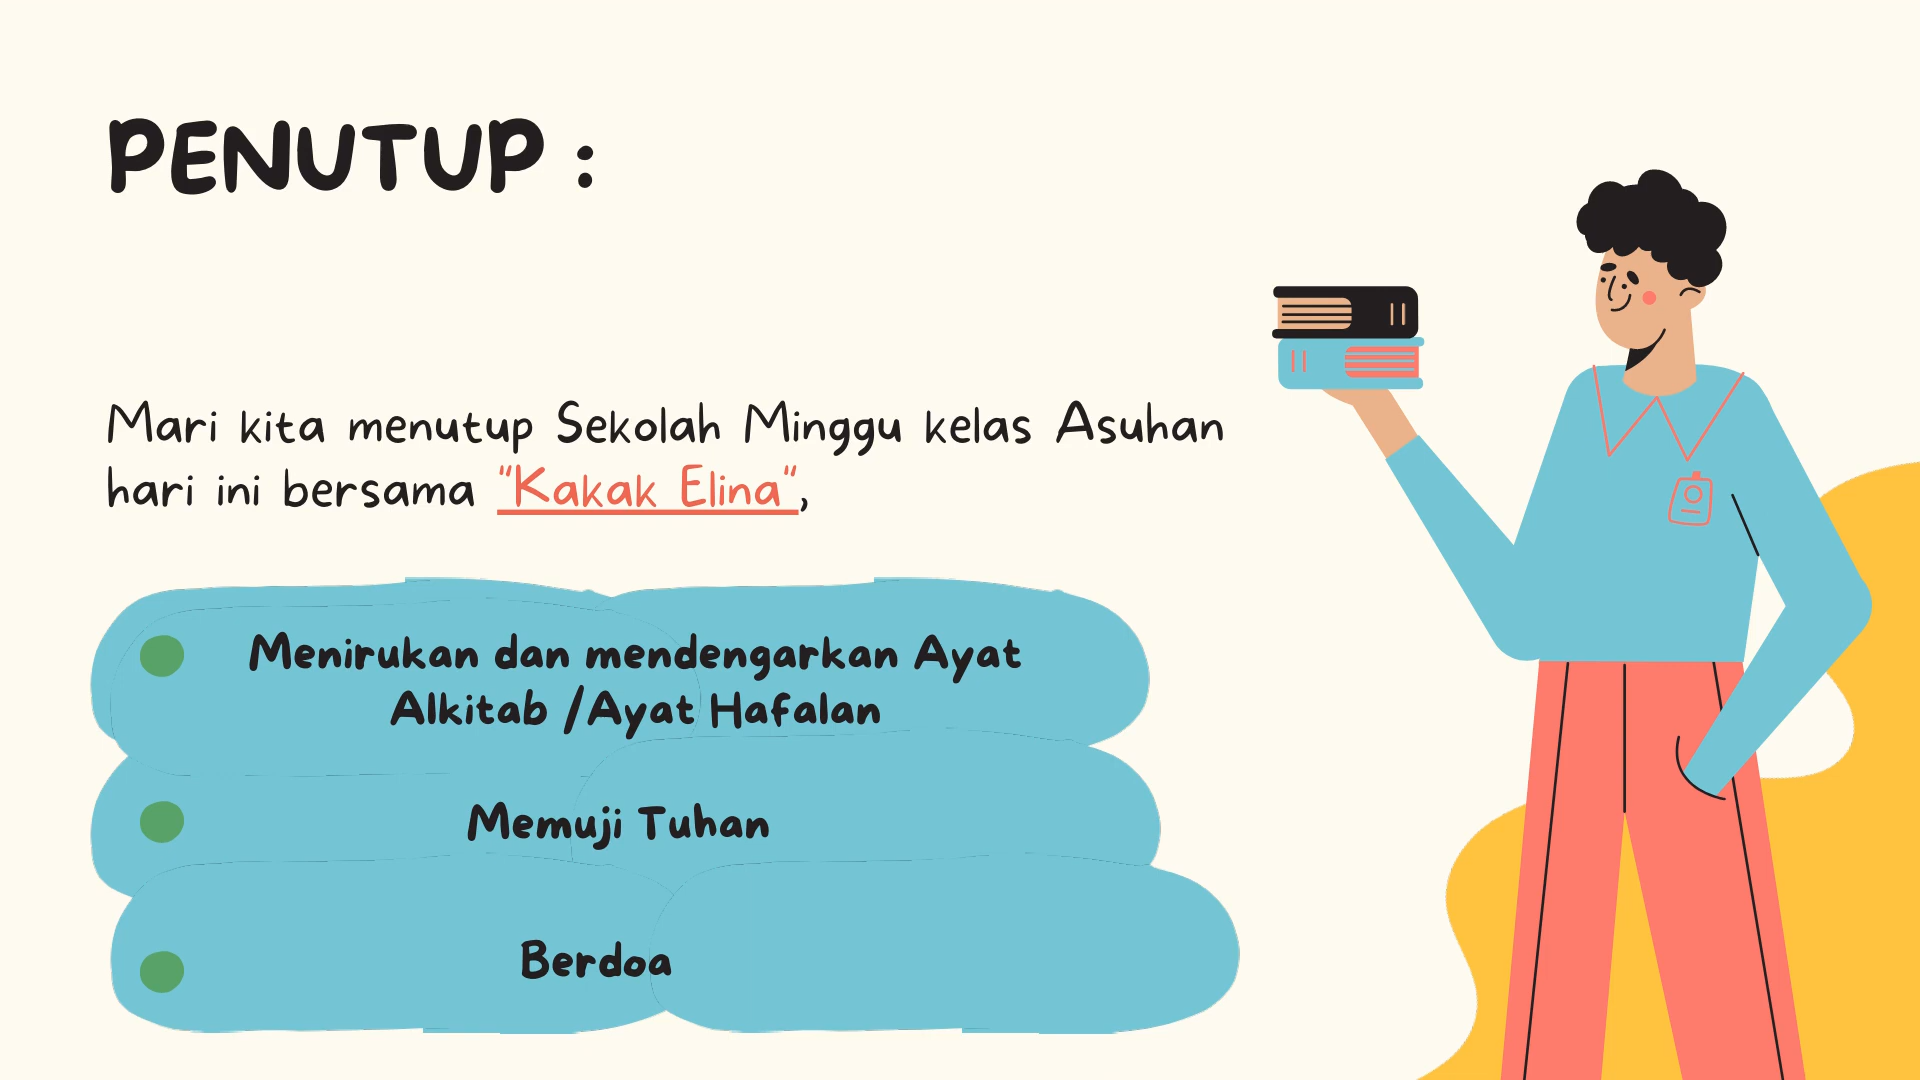 PENUTUP :
Mari kita menutup Sekolah Minggu kelas Asuhan
hari ini bersama "Kakak Elina",
Menirukan dan mendengarkan Ayat
Alkitab /Ayat Hafalan
Memuji Tuhan
Berdoa